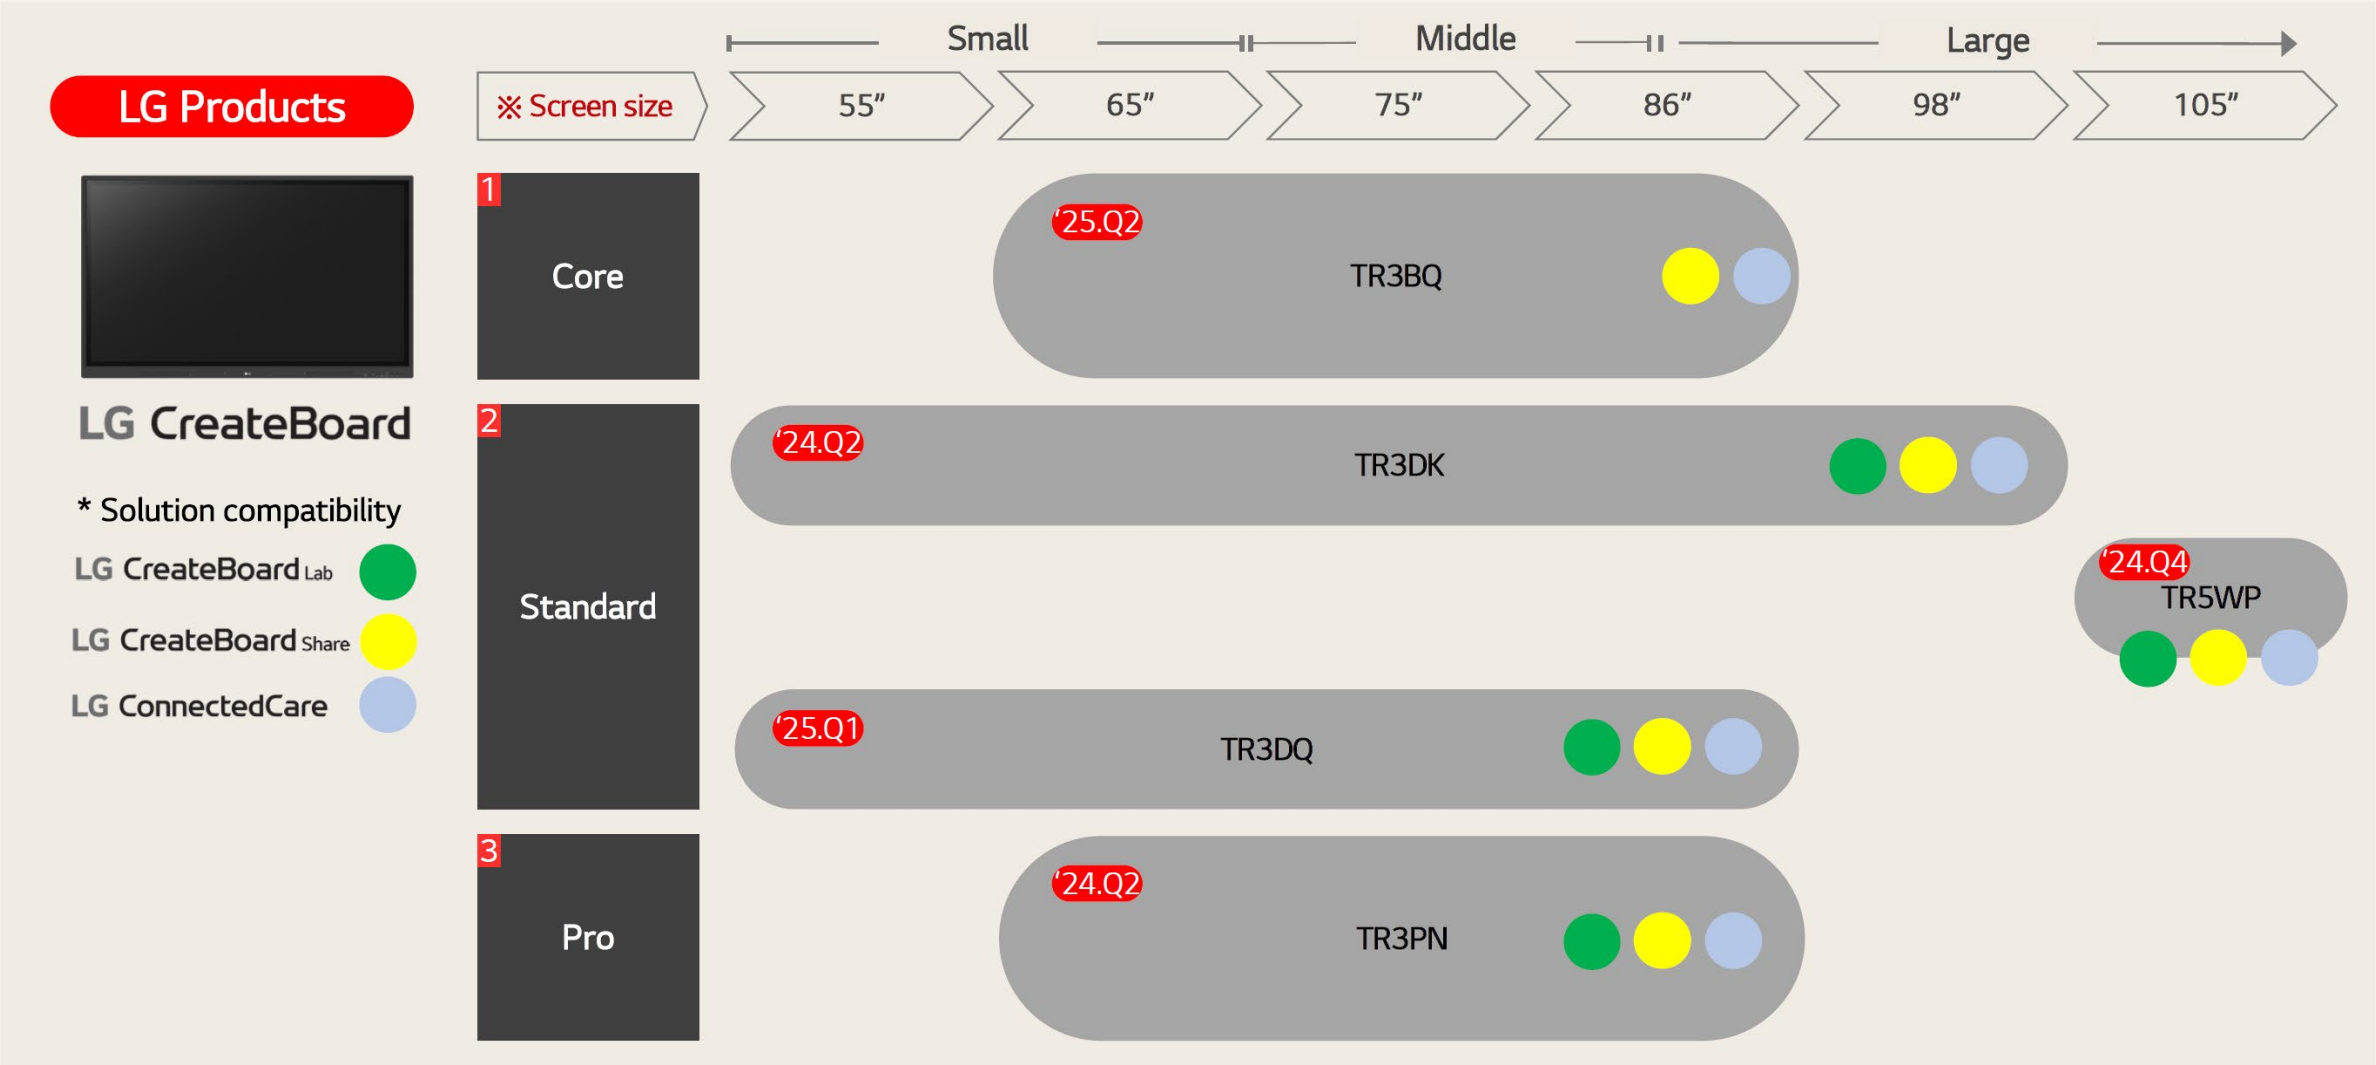 Small Middle Large
LG Products
※ Screen size 55” 65” 75” 86” 98” 105”
1
Core
‘25.Q2
TR3BQ
LG CreateBoard
* Solution compatibility
LG CreateBoard Lab
LG CreateBoard Share
LG ConnectedCare
2
Standard
‘24.Q2
TR3DK
‘24.Q4
TR5WP
‘25.Q1
TR3DQ
3
Pro
‘24.Q2
TR3PN